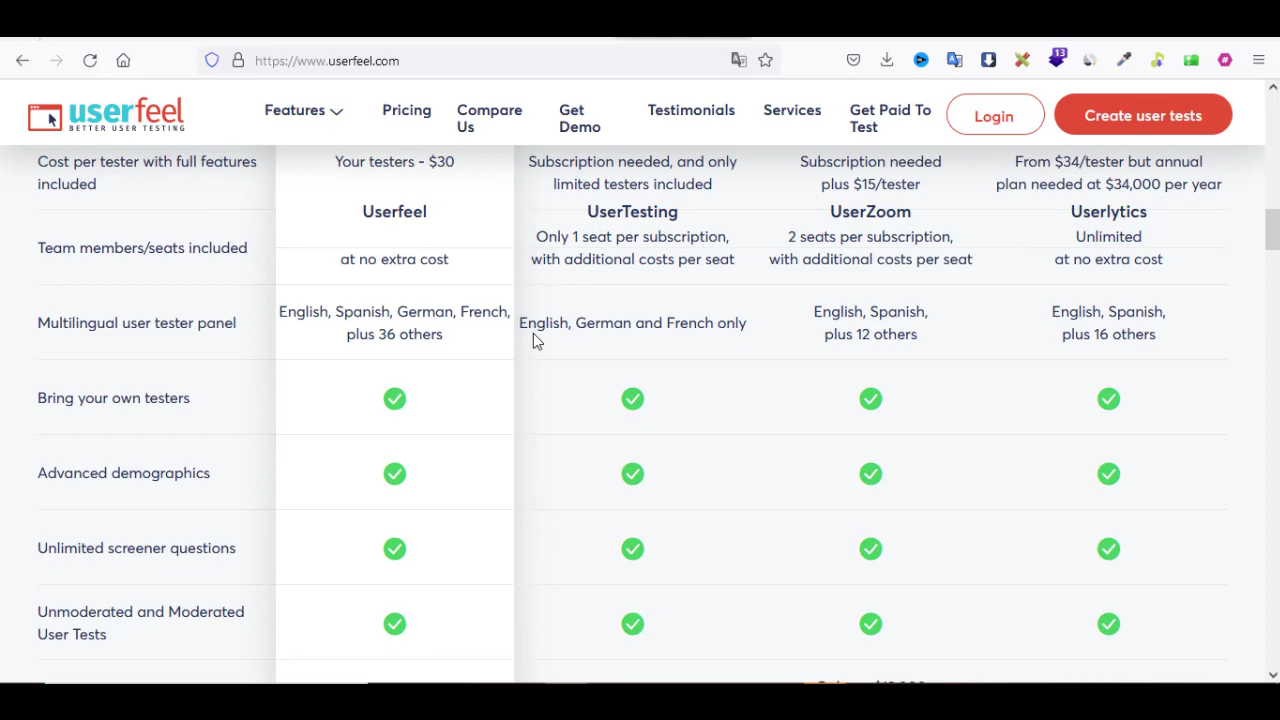 https://www.userfeel.com
13
userfeel
BETTER USER TESTING
Features
Pricing
Compare
Us
Get
Demo
Testimonials
Services
Get Paid To
Test
Login
Create user tests
Cost per tester with full features
included
Your testers - $30
Subscription needed, and only
limited testers included
Subscription needed
plus $15/tester
From $34/tester but annual
plan needed at $34,000 per year
Userfeel
UserTesting
UserZoom
Userlytics
Team members/seats included
at no extra cost
Only 1 seat per subscription,
with additional costs per seat
2 seats per subscription,
with additional costs per seat
Unlimited
at no extra cost
Multilingual user tester panel
English, Spanish, German, French,
plus 36 others
English, German and French only
English, Spanish,
plus 12 others
English, Spanish,
plus 16 others
Bring your own testers
Advanced demographics
Unlimited screener questions
Unmoderated and Moderated
User Tests